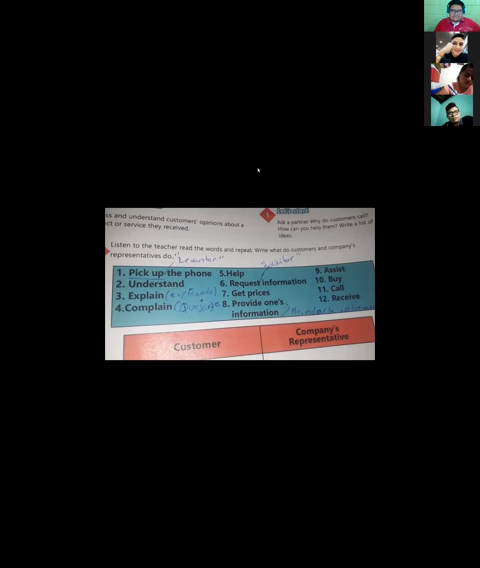 ss and understand customers' opinions about a
ct or service they received.
1 Let's start
Ask a partner: Why do customers call?
How can you help them? Write a list of
ideas.
Listen to the teacher read the words and repeat. Write what do customers and company's
representatives do.
"Levantar"
1. Pick up the phone
2. Understand
3. Explain
4. Complain
5. Help
6. Request information
7. Get prices
8. Provide one's
information
9. Assist
10. Buy
11. Call
12. Receive
Customer
Company's
Representative